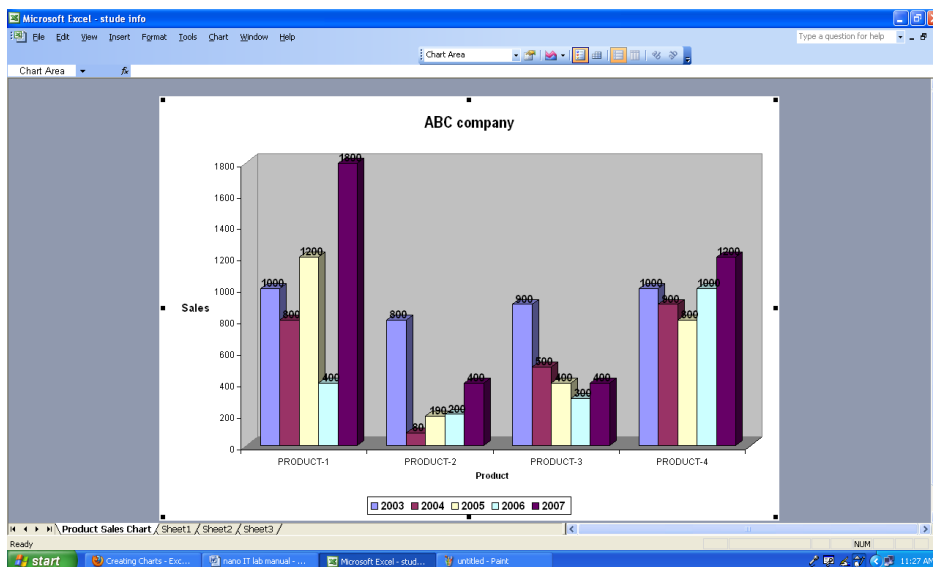 Microsoft Excel - stude info
File Edit View Insert Format Tools Chart Window Help
Type a question for help
Chart Area
Chart Area fx
ABC company
1800
1600
1400
1200
1000
800
600
400
200
0
Sales
1000 800 1200 400 1800
800 80 190 200 400
900 500 400 300 400
1000 900 800 1000 1200
PRODUCT-1 PRODUCT-2 PRODUCT-3 PRODUCT-4
Product
2003 2004 2005 2006 2007
Product Sales Chart / Sheet1 / Sheet2 / Sheet3 /
Ready
NUM
start Creating Charts - Exc... nano IT lab manual - ... Microsoft Excel - stud... untitled - Paint 11:27 AM